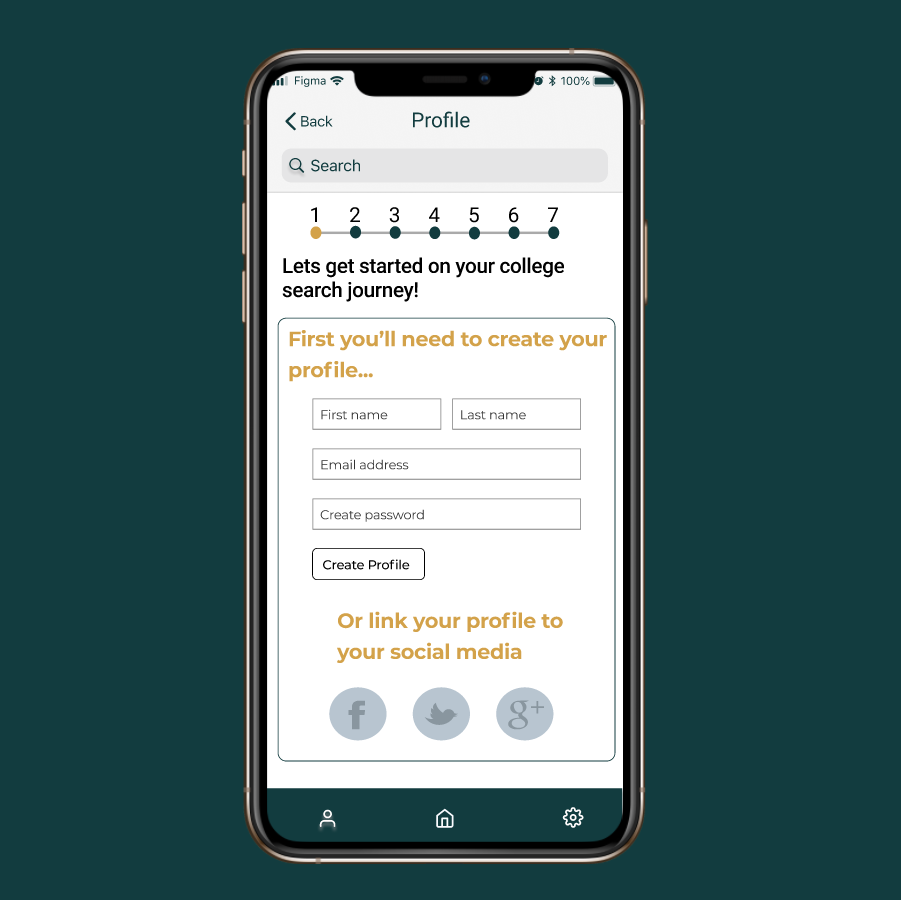 Figma 100%
Back Profile
Search
1 2 3 4 5 6 7
Lets get started on your college
search journey!
First you’ll need to create your
profile...
First name Last name
Email address
Create password
Create Profile
Or link your profile to
your social media
f g+